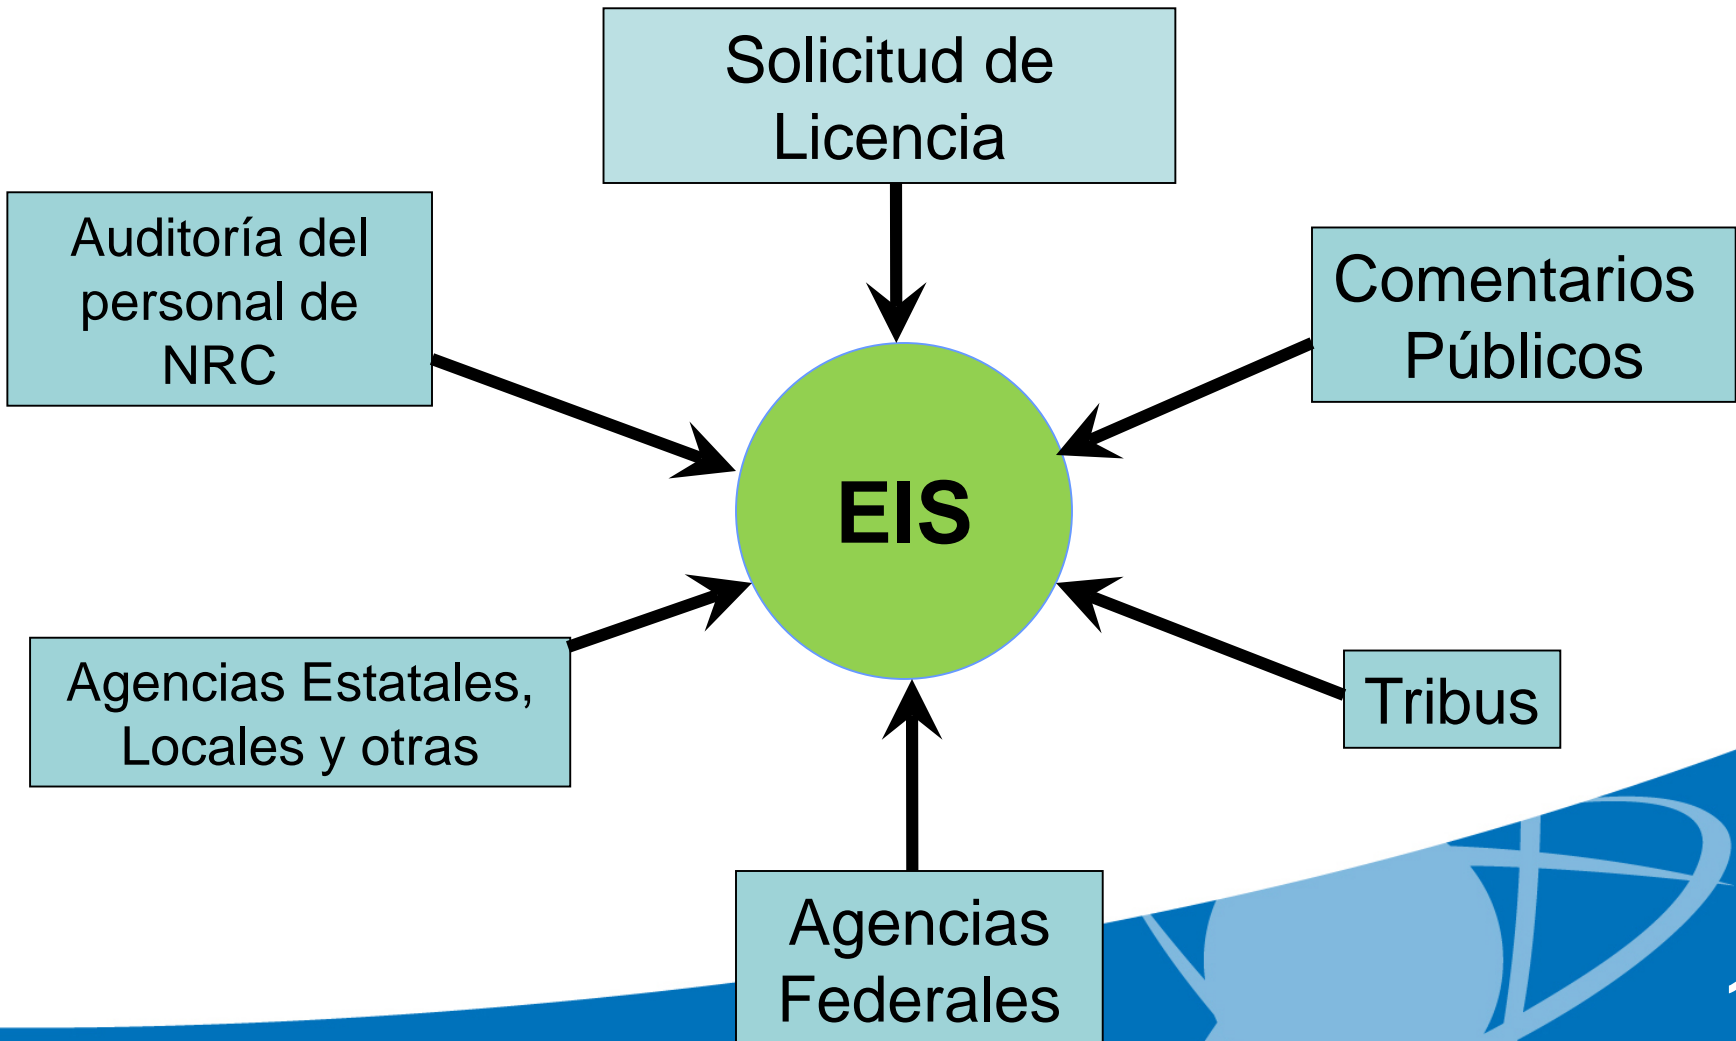 Solicitud de
Licencia
Auditoría del
personal de
NRC
Comentarios
Públicos
EIS
Agencias Estatales,
Locales y otras
Tribus
Agencias
Federales